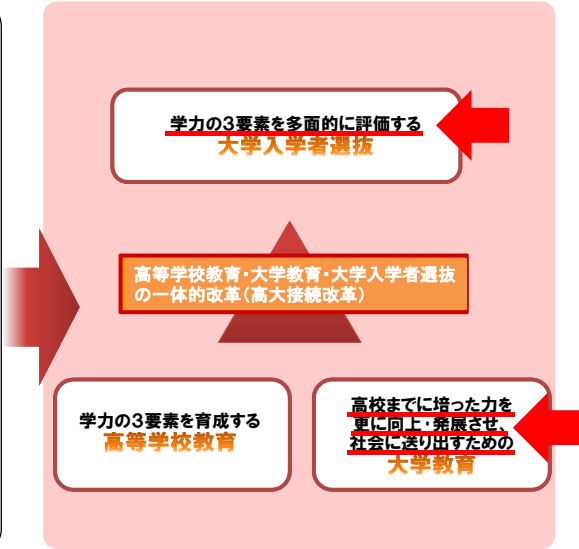 学力の3要素を多面的に評価する
大学入学者選抜
高等学校教育・大学教育・大学入学者選抜
の一体的改革(高大接続改革)
学力の3要素を育成する
高等学校教育
高校までに培った力を
更に向上・発展させ、
社会に送り出すための
大学教育